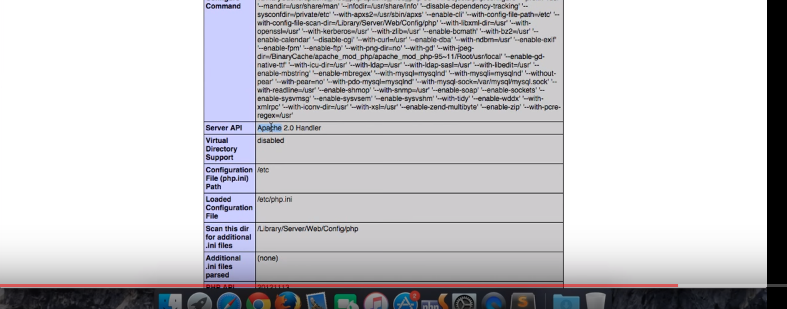 Command
'--mandir=/usr/share/man' '--infodir=/usr/share/info' '--disable-dependency-tracking' '--
sysconfdir=/private/etc' '--with-apxs2=/usr/sbin/apxs' '--enable-cli' '--with-config-file-path=/etc' '--
with-config-file-scan-dir=/Library/Server/Web/Config/php' '--with-libxml-dir=/usr' '--with-
openssl=/usr' '--with-kerberos=/usr' '--with-zlib=/usr' '--enable-bcmath' '--with-bz2=/usr' '--
enable-calendar' '--disable-cgi' '--with-curl=/usr' '--enable-dba' '--with-ndbm=/usr' '--enable-exif'
'--enable-fpm' '--enable-ftp' '--with-png-dir=no' '--with-gd' '--with-jpeg-
dir=/BinaryCache/apache_mod_php/apache_mod_php-95~11/Root/usr/local' '--enable-gd-
native-ttf' '--with-icu-dir=/usr' '--with-ldap=/usr' '--with-ldap-sasl=/usr' '--with-libedit=/usr' '--
enable-mbstring' '--enable-mbregex' '--with-mysql=mysqlnd' '--with-mysqli=mysqlnd' '--without-
pear' '--with-pear=no' '--with-pdo-mysql=mysqlnd' '--with-mysql-sock=/var/mysql/mysql.sock' '--
with-readline=/usr' '--enable-shmop' '--with-snmp=/usr' '--enable-soap' '--enable-sockets' '--
enable-sysvmsg' '--enable-sysvsem' '--enable-sysvshm' '--with-tidy' '--enable-wddx' '--with-
xmlrpc' '--with-iconv-dir=/usr' '--with-xsl=/usr' '--enable-zend-multibyte' '--enable-zip' '--with-pcre-
regex=/usr'
Server API
Apache 2.0 Handler
Virtual
Directory
Support
disabled
Configuration
File (php.ini)
Path
/etc
Loaded
Configuration
File
/etc/php.ini
Scan this dir
for additional
.ini files
/Library/Server/Web/Config/php
Additional
.ini files
parsed
(none)
PHP API
20131113
php